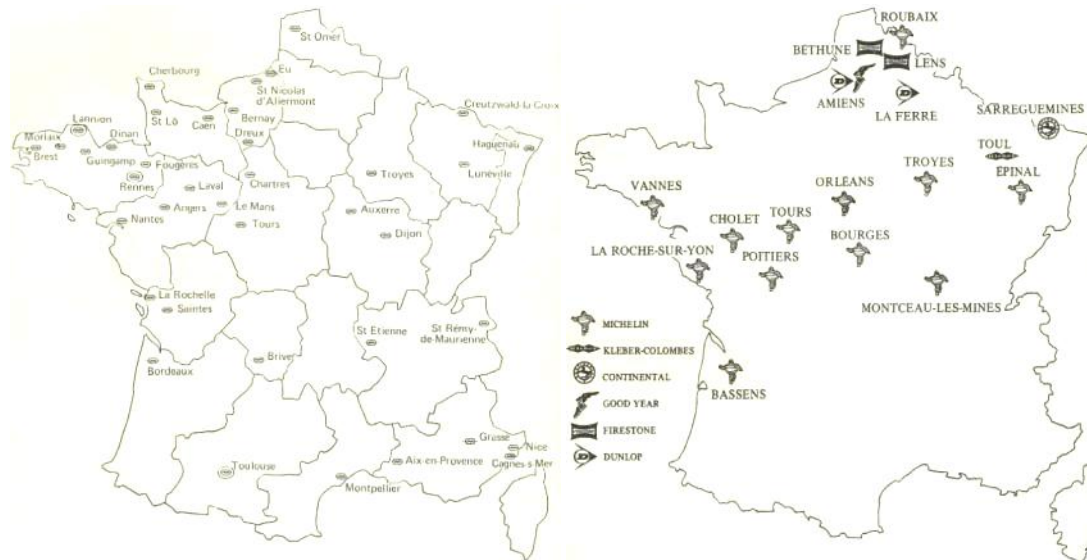 St Omer
Eu
St Nicolas
d'Aliermont
Cherbourg
St Lô
Caen
Bernay
Dreux
Creutzwald-la Croix
Haguenau
Lunéville
Lannion
Morlaix
Brest
Dinan
Guingamp
Fougères
Rennes
Laval
Chartres
Troyes
Angers
Le Mans
Auxerre
Nantes
Tours
Dijon
La Rochelle
Saintes
St Etienne
St Rémy-
de-Maurienne
Brive
Bordeaux
Grasse
Nice
Aix-en-Provence
Cagnes-s-Mer
Toulouse
Montpellier
ROUBAIX
BÉTHUNE
LENS
AMIENS
LA FERRE
SARREGUEMINES
TOUL
TROYES
ÉPINAL
ORLÉANS
VANNES
CHOLET
TOURS
BOURGES
LA ROCHE-SUR-YON
POITIERS
MONTCEAU-LES-MINES
BASSENS
MICHELIN
KLEBER-COLOMBES
CONTINENTAL
GOOD YEAR
FIRESTONE
DUNLOP